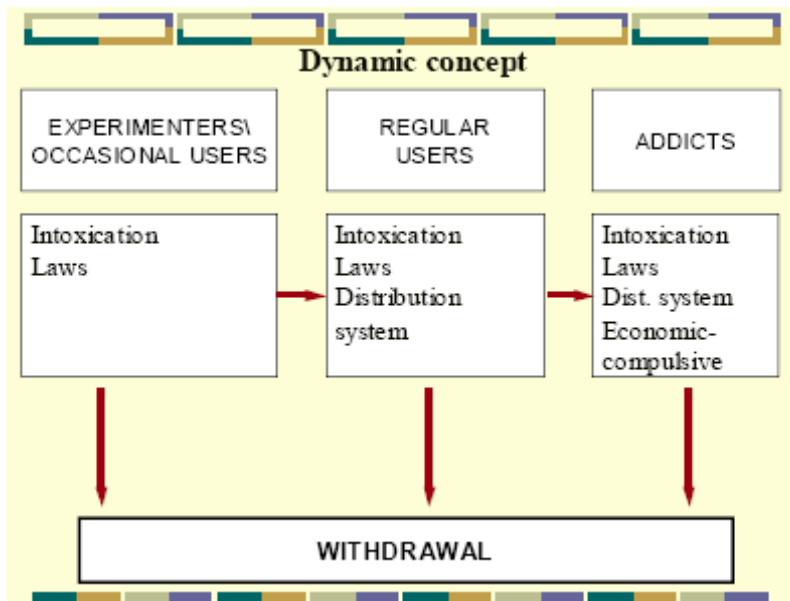 Dynamic concept
EXPERIMENTERS\
OCCASIONAL USERS
REGULAR
USERS
ADDICTS
Intoxication
Laws
Intoxication
Laws
Distribution
system
Intoxication
Laws
Dist. system
Economic-
compulsive
WITHDRAWAL